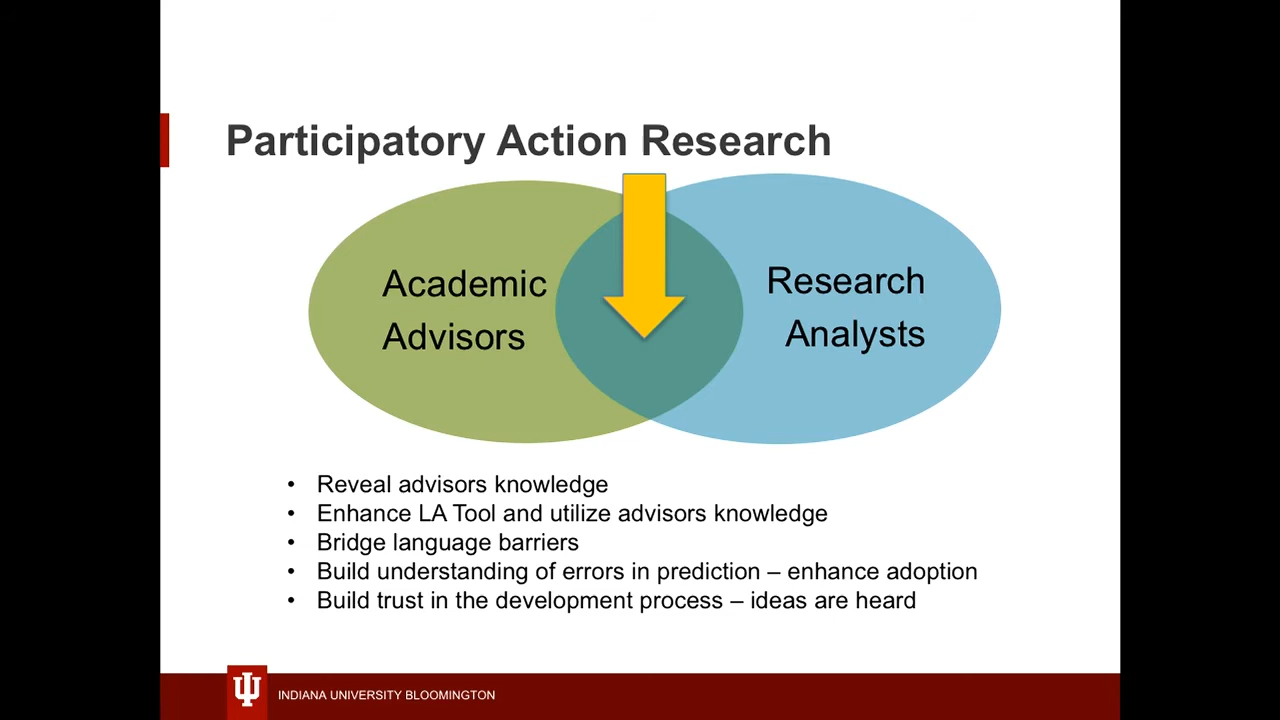 Participatory Action Research
Academic
Advisors
Research
Analysts
• Reveal advisors knowledge
• Enhance LA Tool and utilize advisors knowledge
• Bridge language barriers
• Build understanding of errors in prediction – enhance adoption
• Build trust in the development process – ideas are heard
INDIANA UNIVERSITY BLOOMINGTON